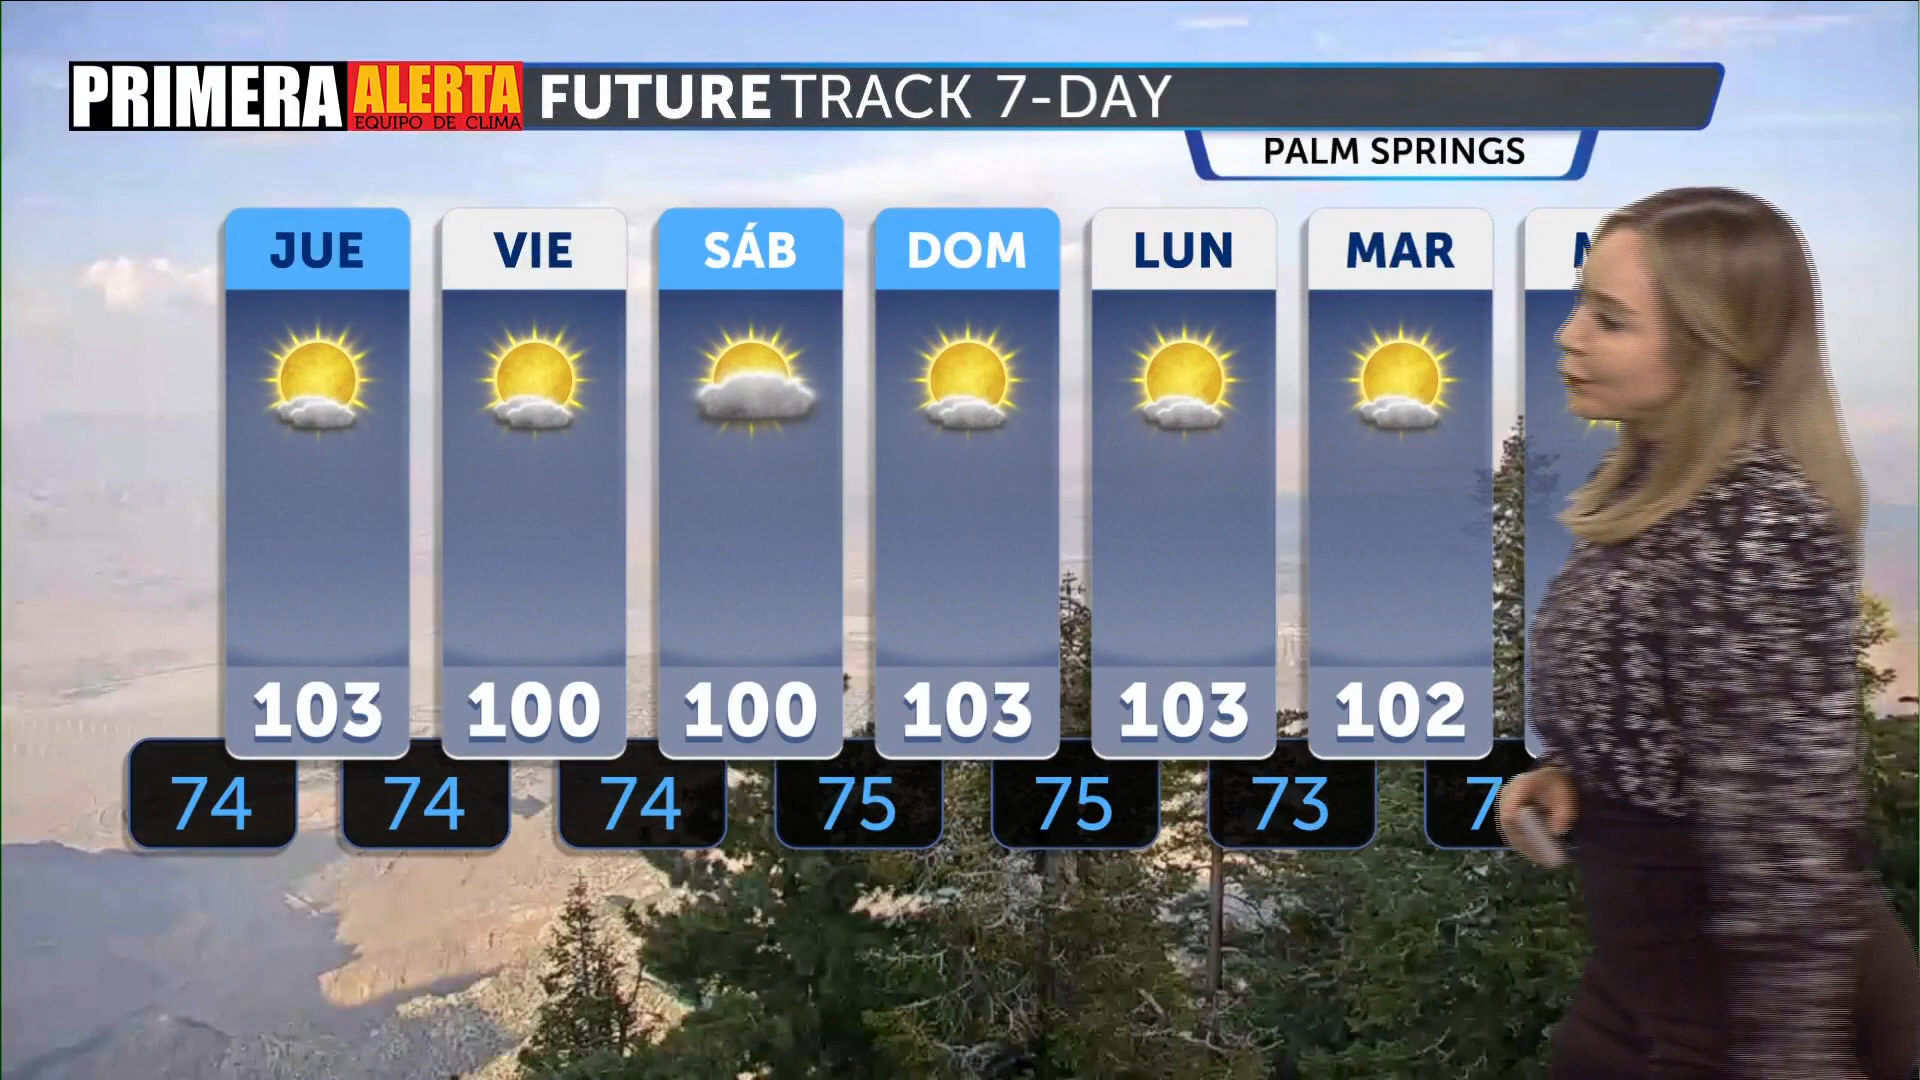 PRIMERA ALERTA FUTURE TRACK 7-DAY
EQUIPO DE CLIMA
PALM SPRINGS
JUE VIE SÁB DOM LUN MAR
103 100 100 103 103 102
74 74 74 75 75 73